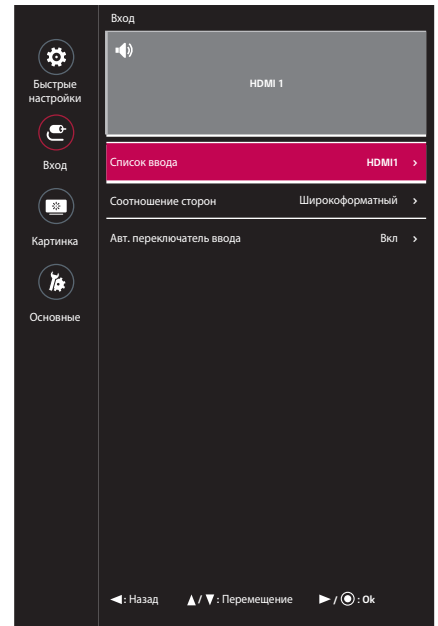 Вход
HDMI 1
Быстрые
настройки
Вход
Картинка
Основные
Список ввода HDMI1 >
Соотношение сторон Широкоформатный >
Авт. переключатель ввода Вкл >
◄: Назад ▲/▼: Перемещение ►/◉: Ok